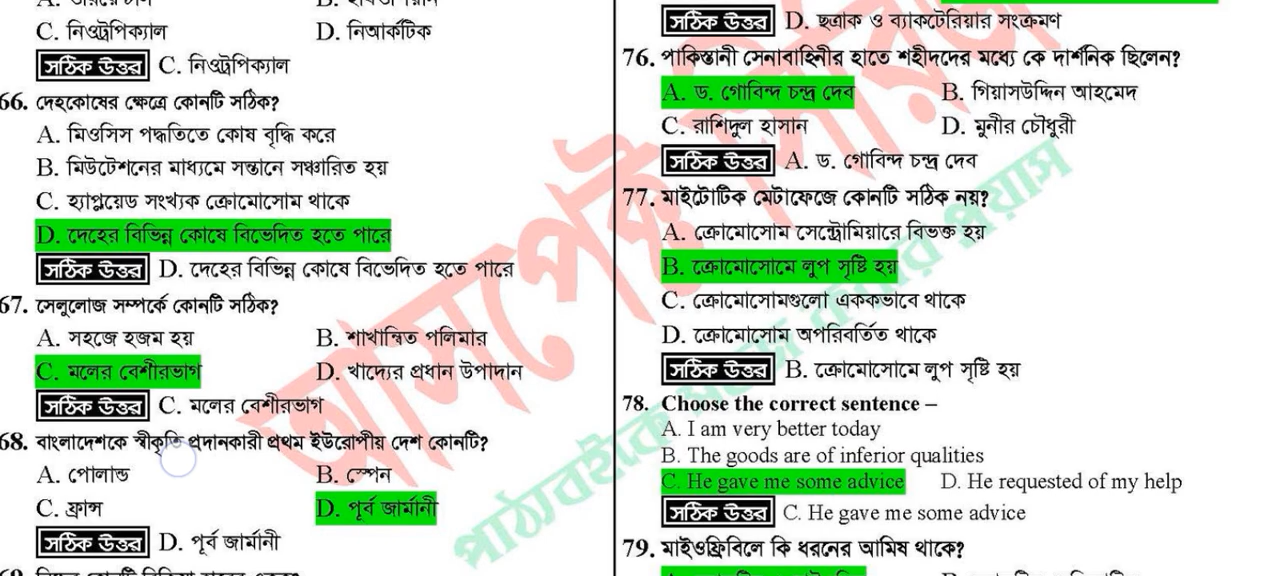 C. নিওট্রপিক্যাল D. নিআর্কটিক
সঠিক উত্তর C. নিওট্রপিক্যাল
66. দেহকোষের ক্ষেত্রে কোনটি সঠিক?
A. মিওসিস পদ্ধতিতে কোষ বৃদ্ধি করে
B. মিউটেশনের মাধ্যমে সন্তানে সঞ্চারিত হয়
C. হ্যাপ্লয়েড সংখ্যক ক্রোমোসোম থাকে
D. দেহের বিভিন্ন কোষে বিভেদিত হতে পারে
সঠিক উত্তর D. দেহের বিভিন্ন কোষে বিভেদিত হতে পারে
67. সেলুলোজ সম্পর্কে কোনটি সঠিক?
A. সহজে হজম হয় B. শাখান্বিত পলিমার
C. মলের বেশীরভাগ D. খাদ্যের প্রধান উপাদান
সঠিক উত্তর C. মলের বেশীরভাগ
68. বাংলাদেশকে স্বীকৃতি প্রদানকারী প্রথম ইউরোপীয় দেশ কোনটি?
A. পোলান্ড B. স্পেন
C. ফ্রান্স D. পূর্ব জার্মানী
সঠিক উত্তর D. পূর্ব জার্মানী
সঠিক উত্তর D. ছত্রাক ও ব্যাকটেরিয়ার সংক্রমণ
76. পাকিস্তানী সেনাবাহিনীর হাতে শহীদদের মধ্যে কে দার্শনিক ছিলেন?
A. ড. গোবিন্দ চন্দ্র দেব B. গিয়াসউদ্দিন আহমেদ
C. রাশিদুল হাসান D. মুনীর চৌধুরী
সঠিক উত্তর A. ড. গোবিন্দ চন্দ্র দেব
77. মাইটোটিক মেটাফেজে কোনটি সঠিক নয়?
A. ক্রোমোসোম সেন্ট্রোমিয়ারে বিভক্ত হয়
B. ক্রোমোসোমে লুপ সৃষ্টি হয়
C. ক্রোমোসোমগুলো এককভাবে থাকে
D. ক্রোমোসোম অপরিবর্তিত থাকে
সঠিক উত্তর B. ক্রোমোসোমে লুপ সৃষ্টি হয়
78. Choose the correct sentence –
A. I am very better today
B. The goods are of inferior qualities
C. He gave me some advice D. He requested of my help
সঠিক উত্তর C. He gave me some advice
79. মাইওফ্রিবিলে কি ধরনের আমিষ থাকে?
আসপেক্ট সিরিজ
পাঠ্যবইকে সহজ করার প্রয়াস